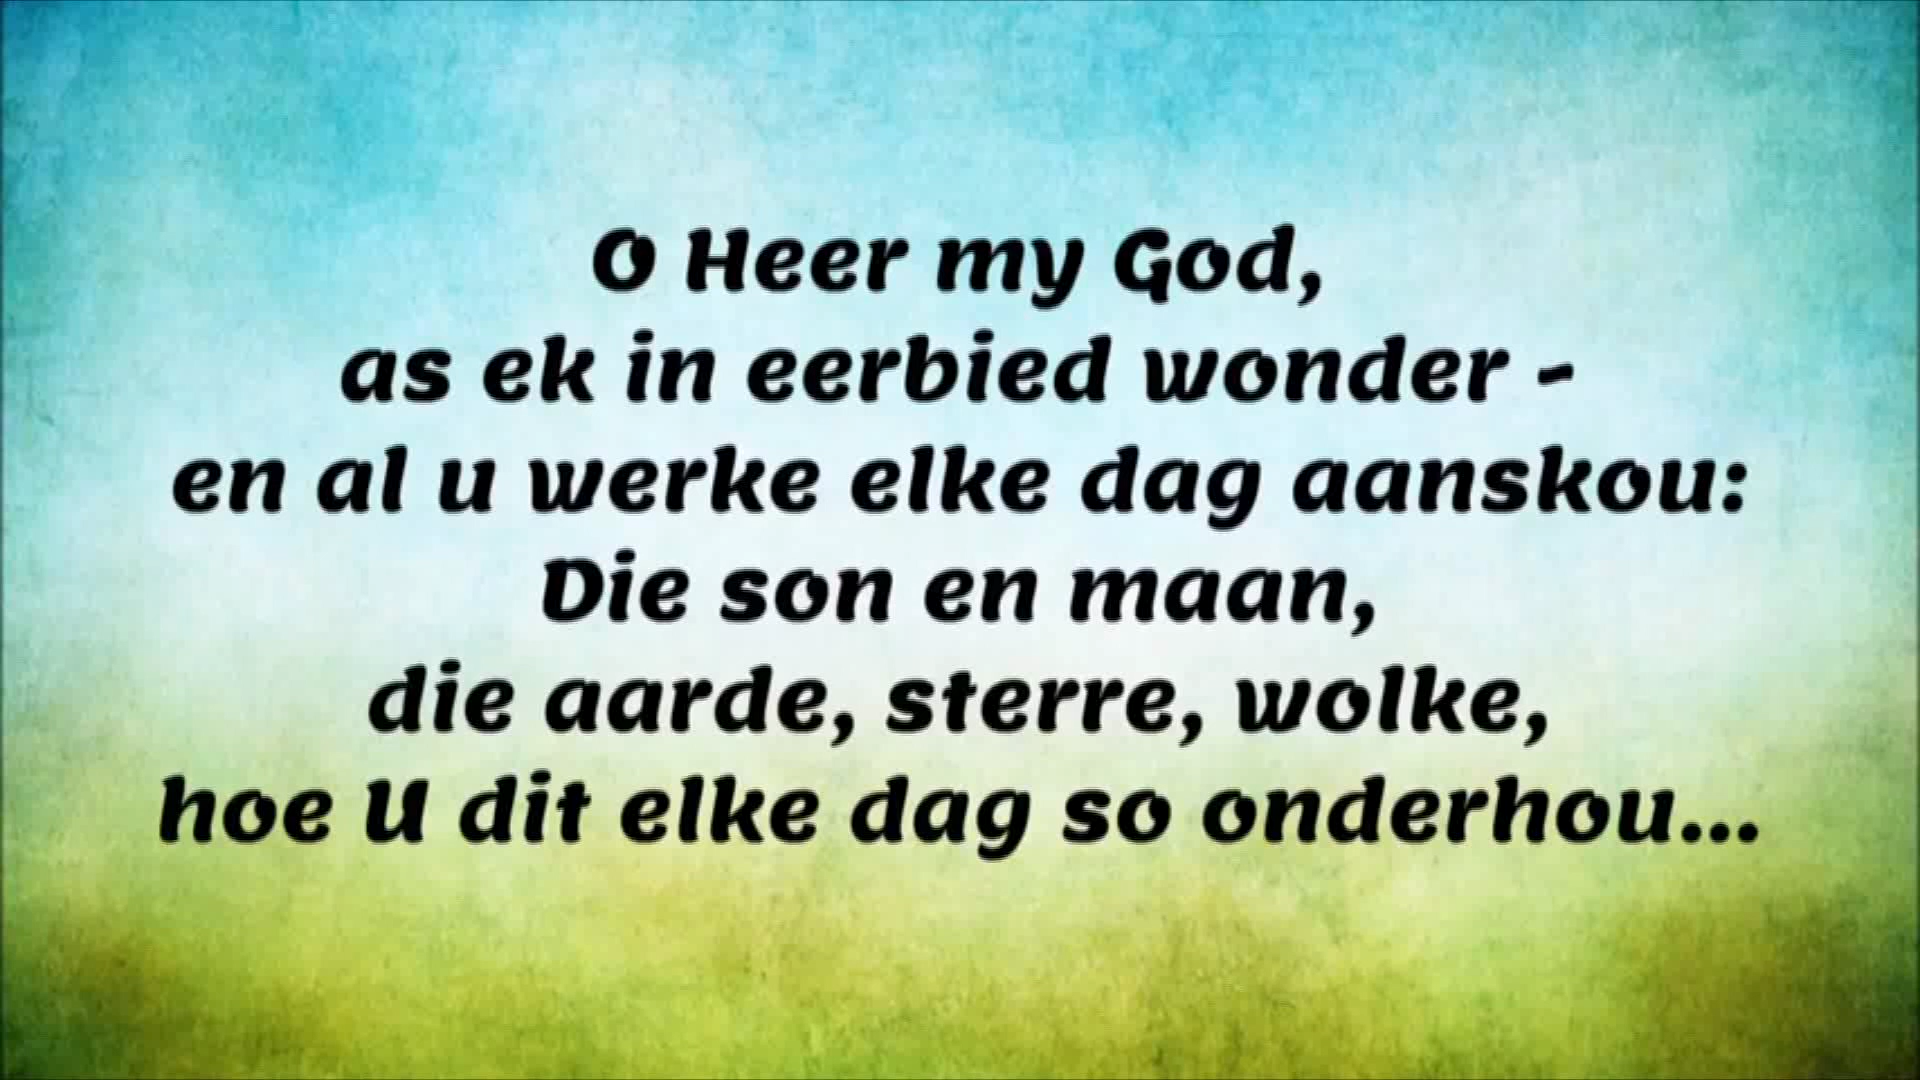 O Heer my God,
as ek in eerbied wonder -
en al u werke elke dag aanskou:
Die son en maan,
die aarde, sterre, wolke,
hoe U dit elke dag so onderhou...